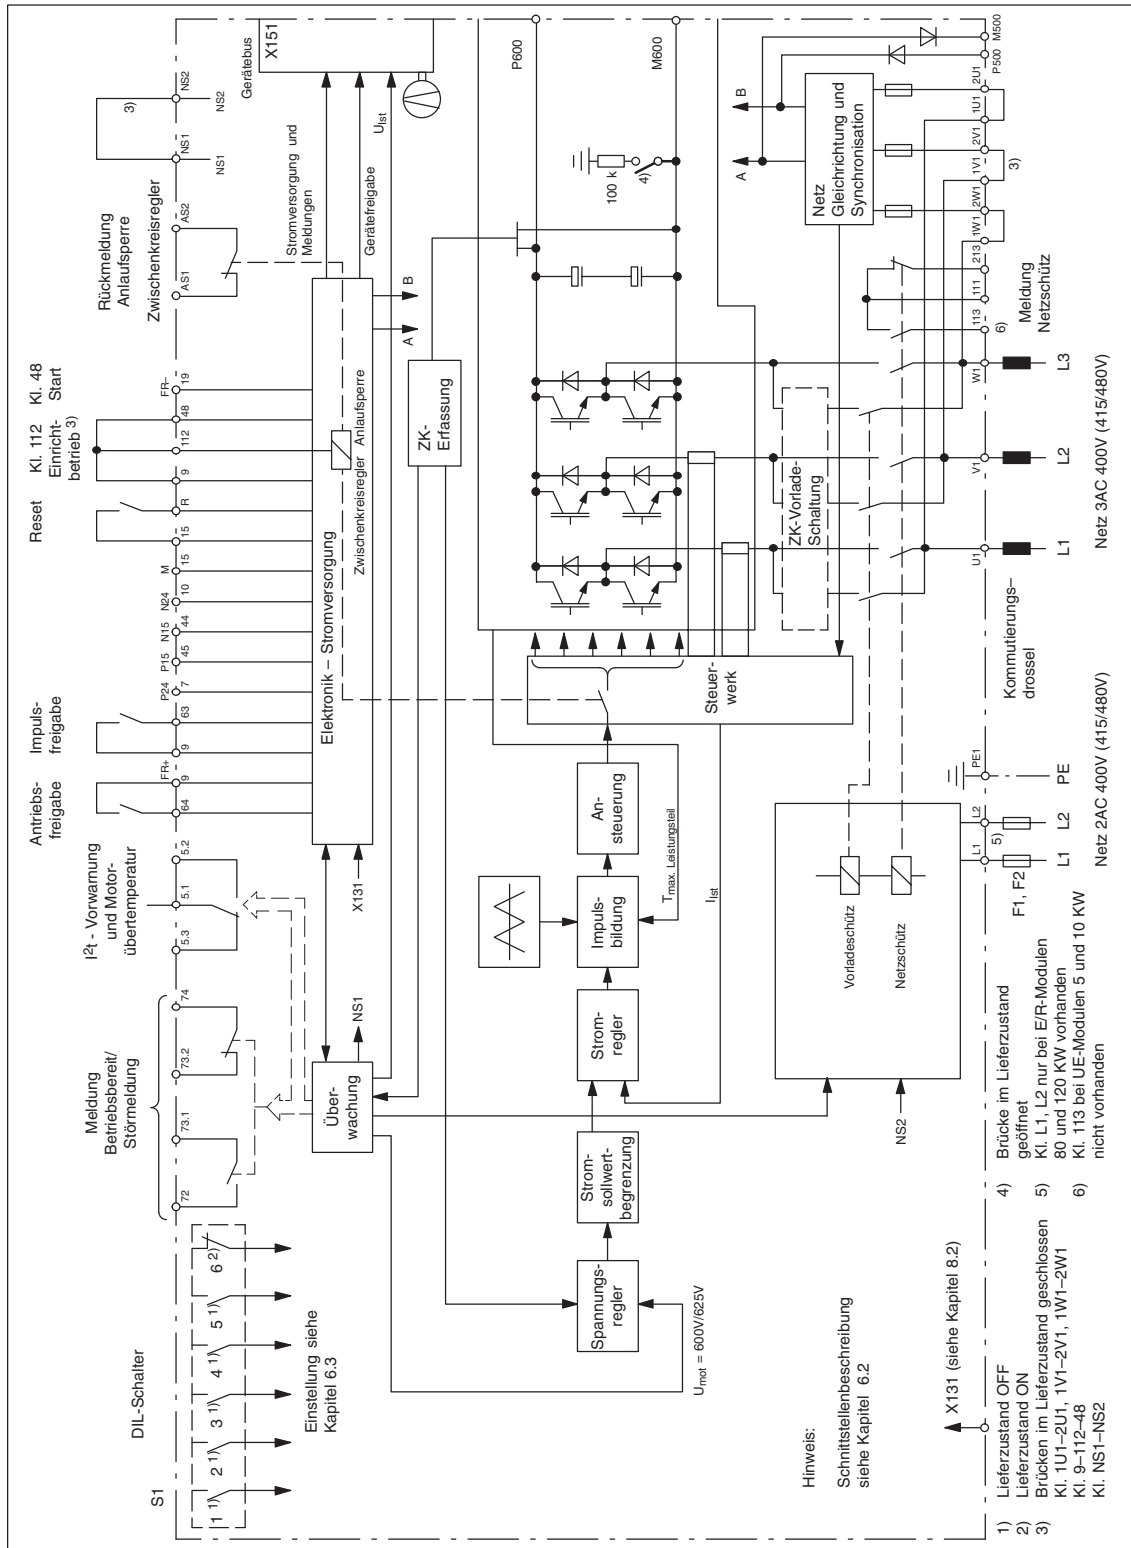 S1
DIL-Schalter
1 1)
2 1)
3 1)
4 1)
5 1)
6 2)
Einstellung siehe
Kapitel 6.3
Meldung
Betriebsbereit/
Störmeldung
72
73.1
73.2
74
I2t - Vorwarnung
und Motor-
übertemperatur
5.3
5.1
5.2
Antriebs-
freigabe
64
FR+
9
Impuls-
freigabe
9
63
P24
7
P15
45
N15
44
N24
10
M
15
Reset
15
R
9
Kl. 112
Einricht-
betrieb 3)
112
Kl. 48
Start
48
FR–
19
Rückmeldung
Anlaufsperre
Zwischenkreisregler
AS1
AS2
3)
NS1
NS1
NS2
NS2
Gerätebus
X151
Über-
wachung
NS1
X131
Elektronik – Stromversorgung
Zwischenkreisregler Anlaufsperre
Stromversorgung und
Meldungen
Gerätefreigabe
UIst
A
B
ZK-
Erfassung
P600
M600
100 k
4)
Spannungs-
regler
Umot = 600V/625V
Strom-
sollwert-
begrenzung
Strom-
regler
Impuls-
bildung
An-
steuerung
Tmax. Leistungsteil
IIst
Steuer-
werk
ZK-Vorlade-
Schaltung
A
B
Netz
Gleichrichtung und
Synchronisation
M500
P500
2U1
1U1
2V1
1V1
2W1
1W1
3)
213
111
113
6)
Meldung
Netzschütz
NS2
Vorladeschütz
Netzschütz
L1
L2
5)
F1, F2
L1
L2
Netz 2AC 400V (415/480V)
PE1
PE
Kommutierungs–
drossel
U1
V1
W1
L1
L2
L3
Netz 3AC 400V (415/480V)
Hinweis:
Schnittstellenbeschreibung
siehe Kapitel 6.2
X131 (siehe Kapitel 8.2)
1) Lieferzustand OFF
2) Lieferzustand ON
3) Brücken im Lieferzustand geschlossen
Kl. 1U1–2U1, 1V1–2V1, 1W1–2W1
Kl. 9–112–48
Kl. NS1–NS2
4) Brücke im Lieferzustand
geöffnet
5) Kl. L1, L2 nur bei E/R-Modulen
80 und 120 KW vorhanden
6) Kl. 113 bei UE-Modulen 5 und 10 KW
nicht vorhanden